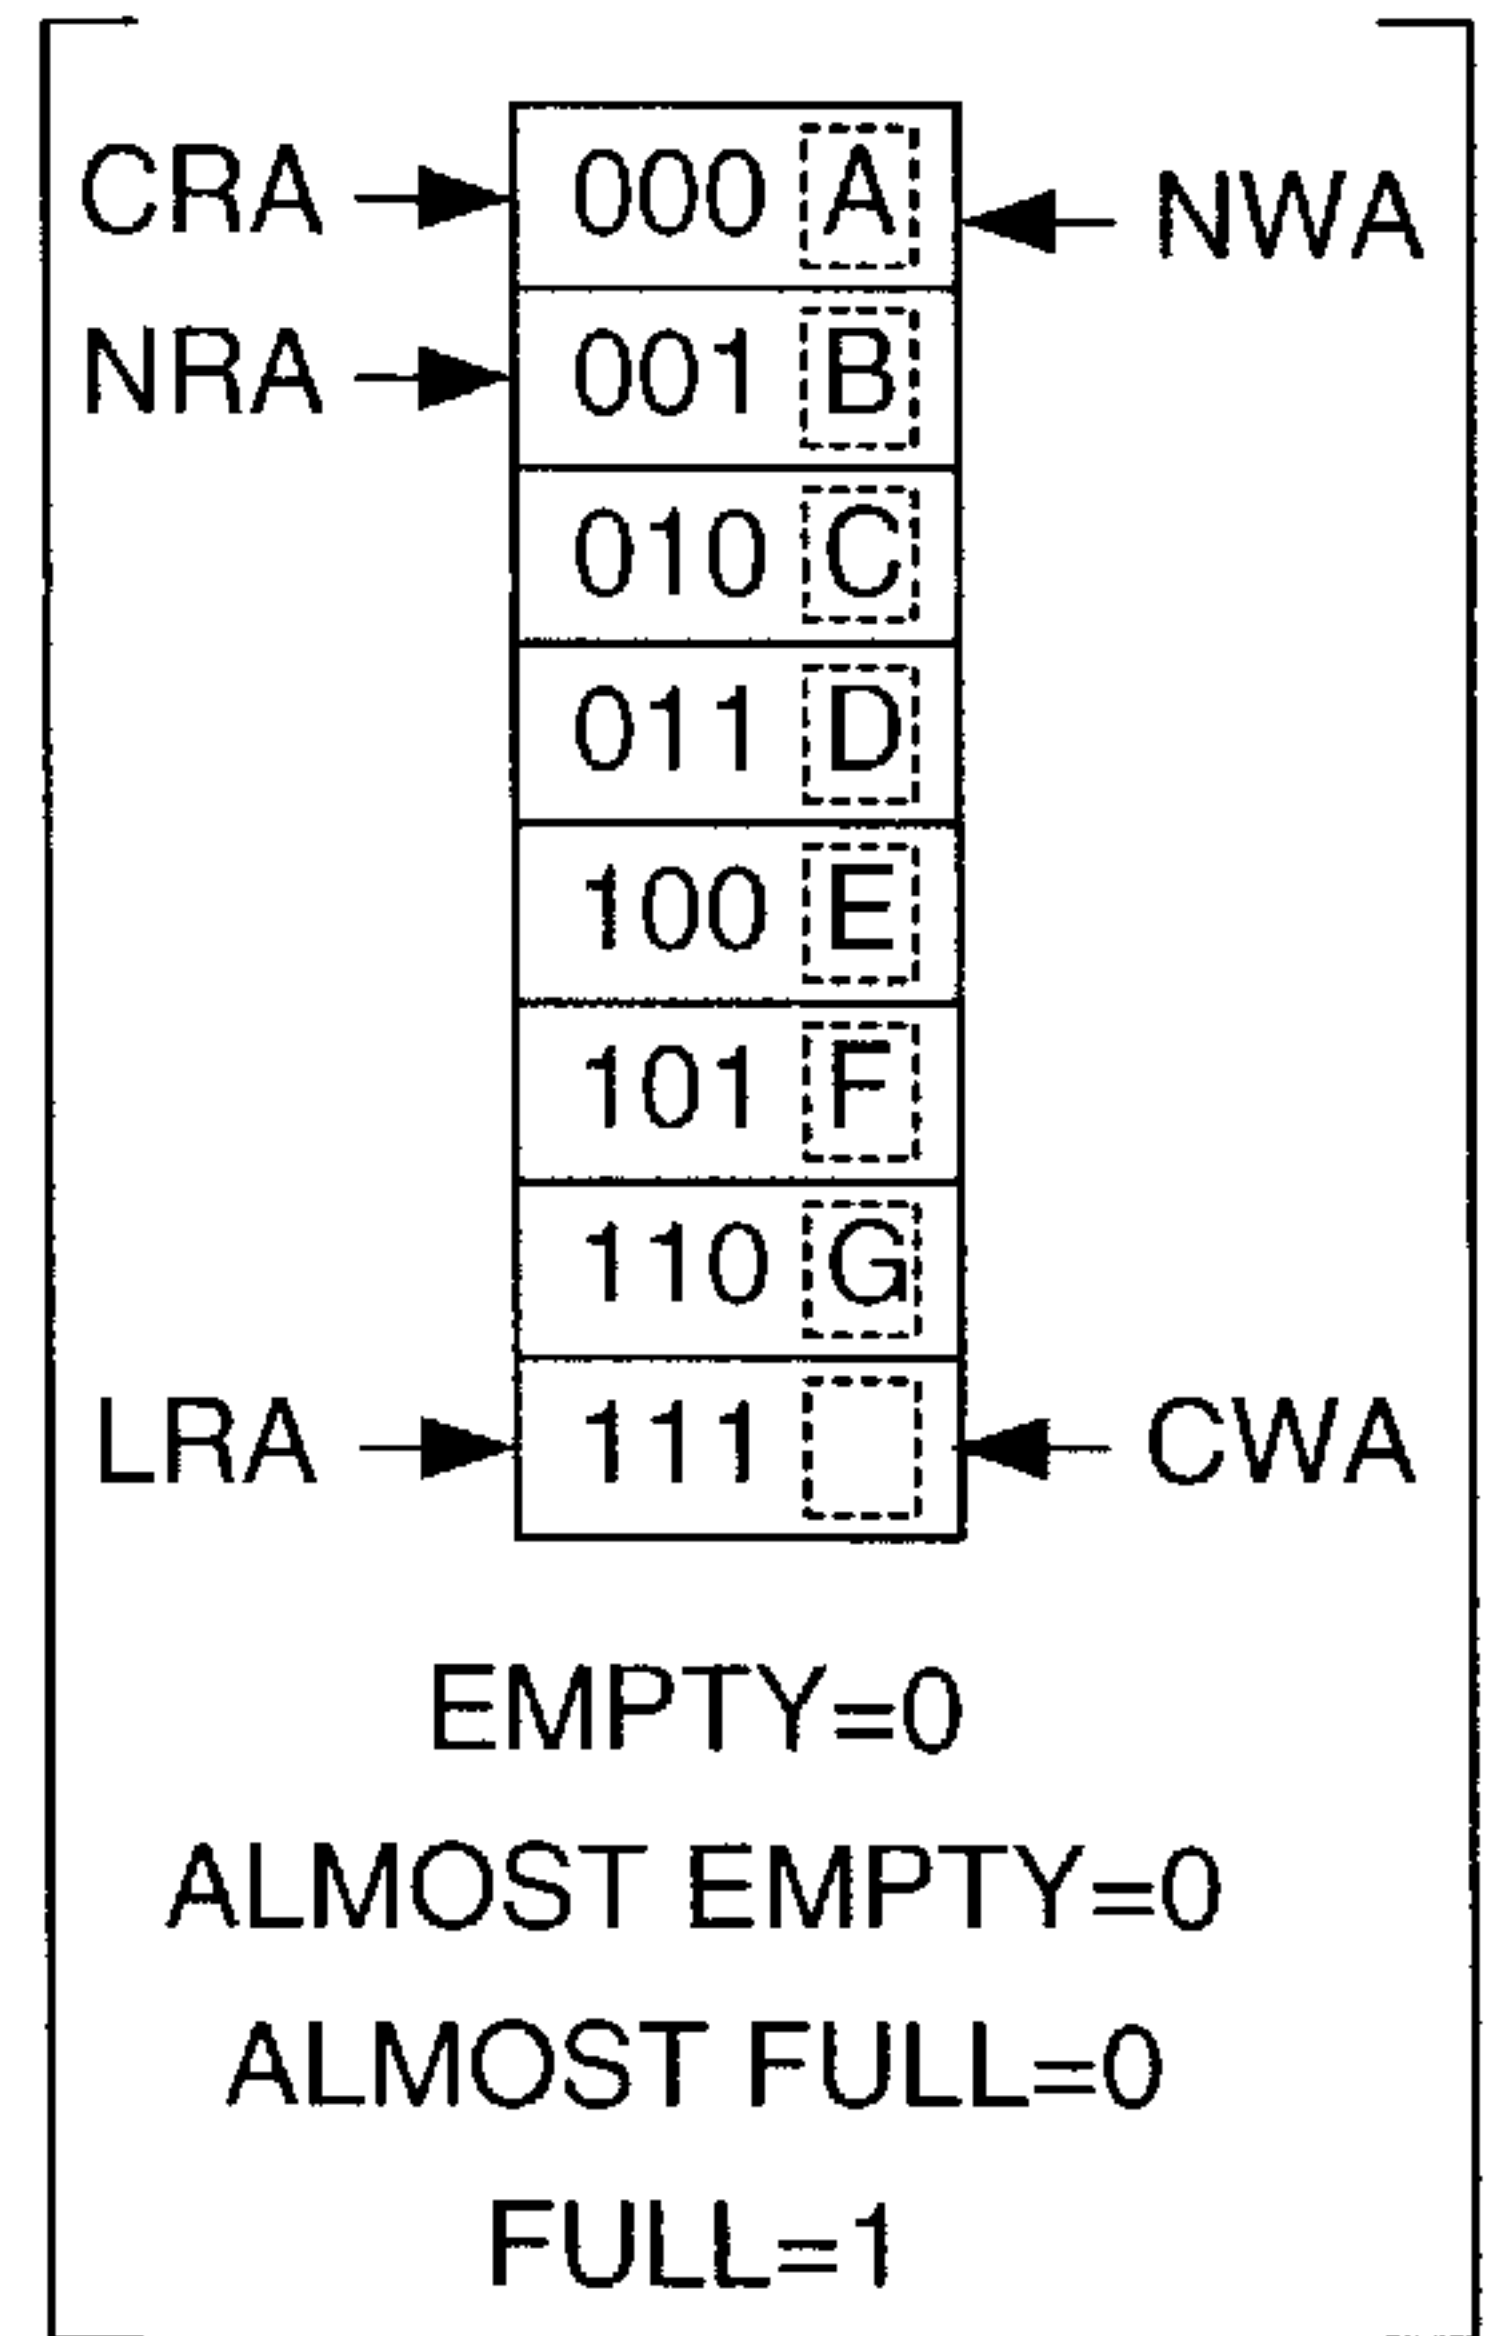 CRA 000 A NWA
NRA 001 B
010 C
011 D
100 E
101 F
110 G
LRA 111 CWA
EMPTY=0
ALMOST EMPTY=0
ALMOST FULL=0
FULL=1